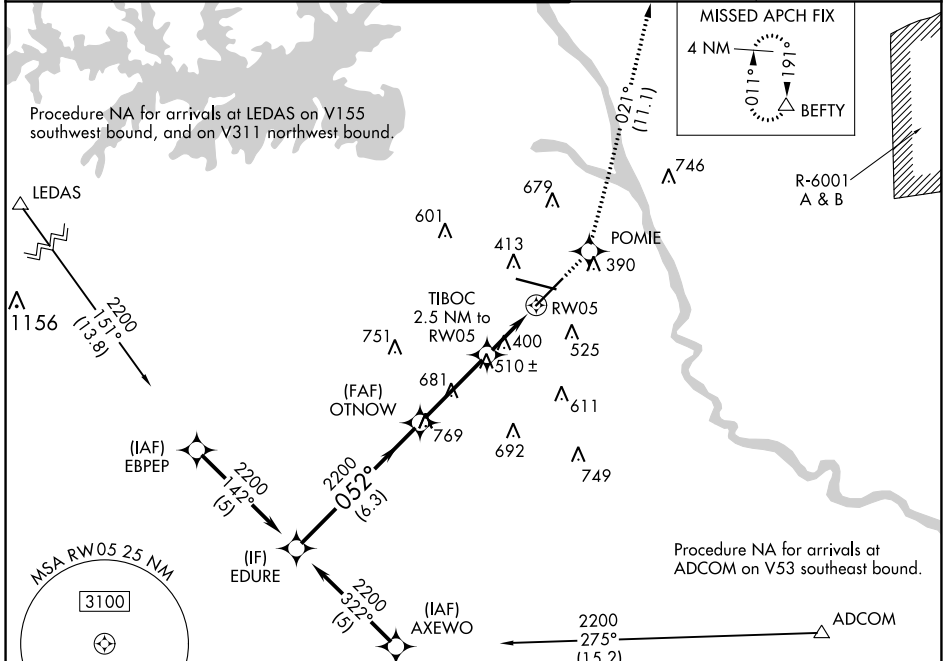 MISSED APCH FIX
4 NM
011°
191°
BEFTY
Procedure NA for arrivals at LEDAS on V155
southwest bound, and on V311 northwest bound.
021°
(11.1)
746
R-6001
A & B
LEDAS
679
601
413
POMIE
390
1156
2200
151°
(13.8)
TIBOC
2.5 NM to
RW05
RW05
751
400
525
510 ±
681
(FAF)
OTNOW
769
611
692
749
(IAF)
EBPEP
2200
142°
(5)
2200
052°
(6.3)
(IF)
EDURE
Procedure NA for arrivals at
ADCOM on V53 southeast bound.
MSA RW05 25 NM
3100
2200
322°
(5)
(IAF)
AXEWO
2200
275°
(15.2)
ADCOM